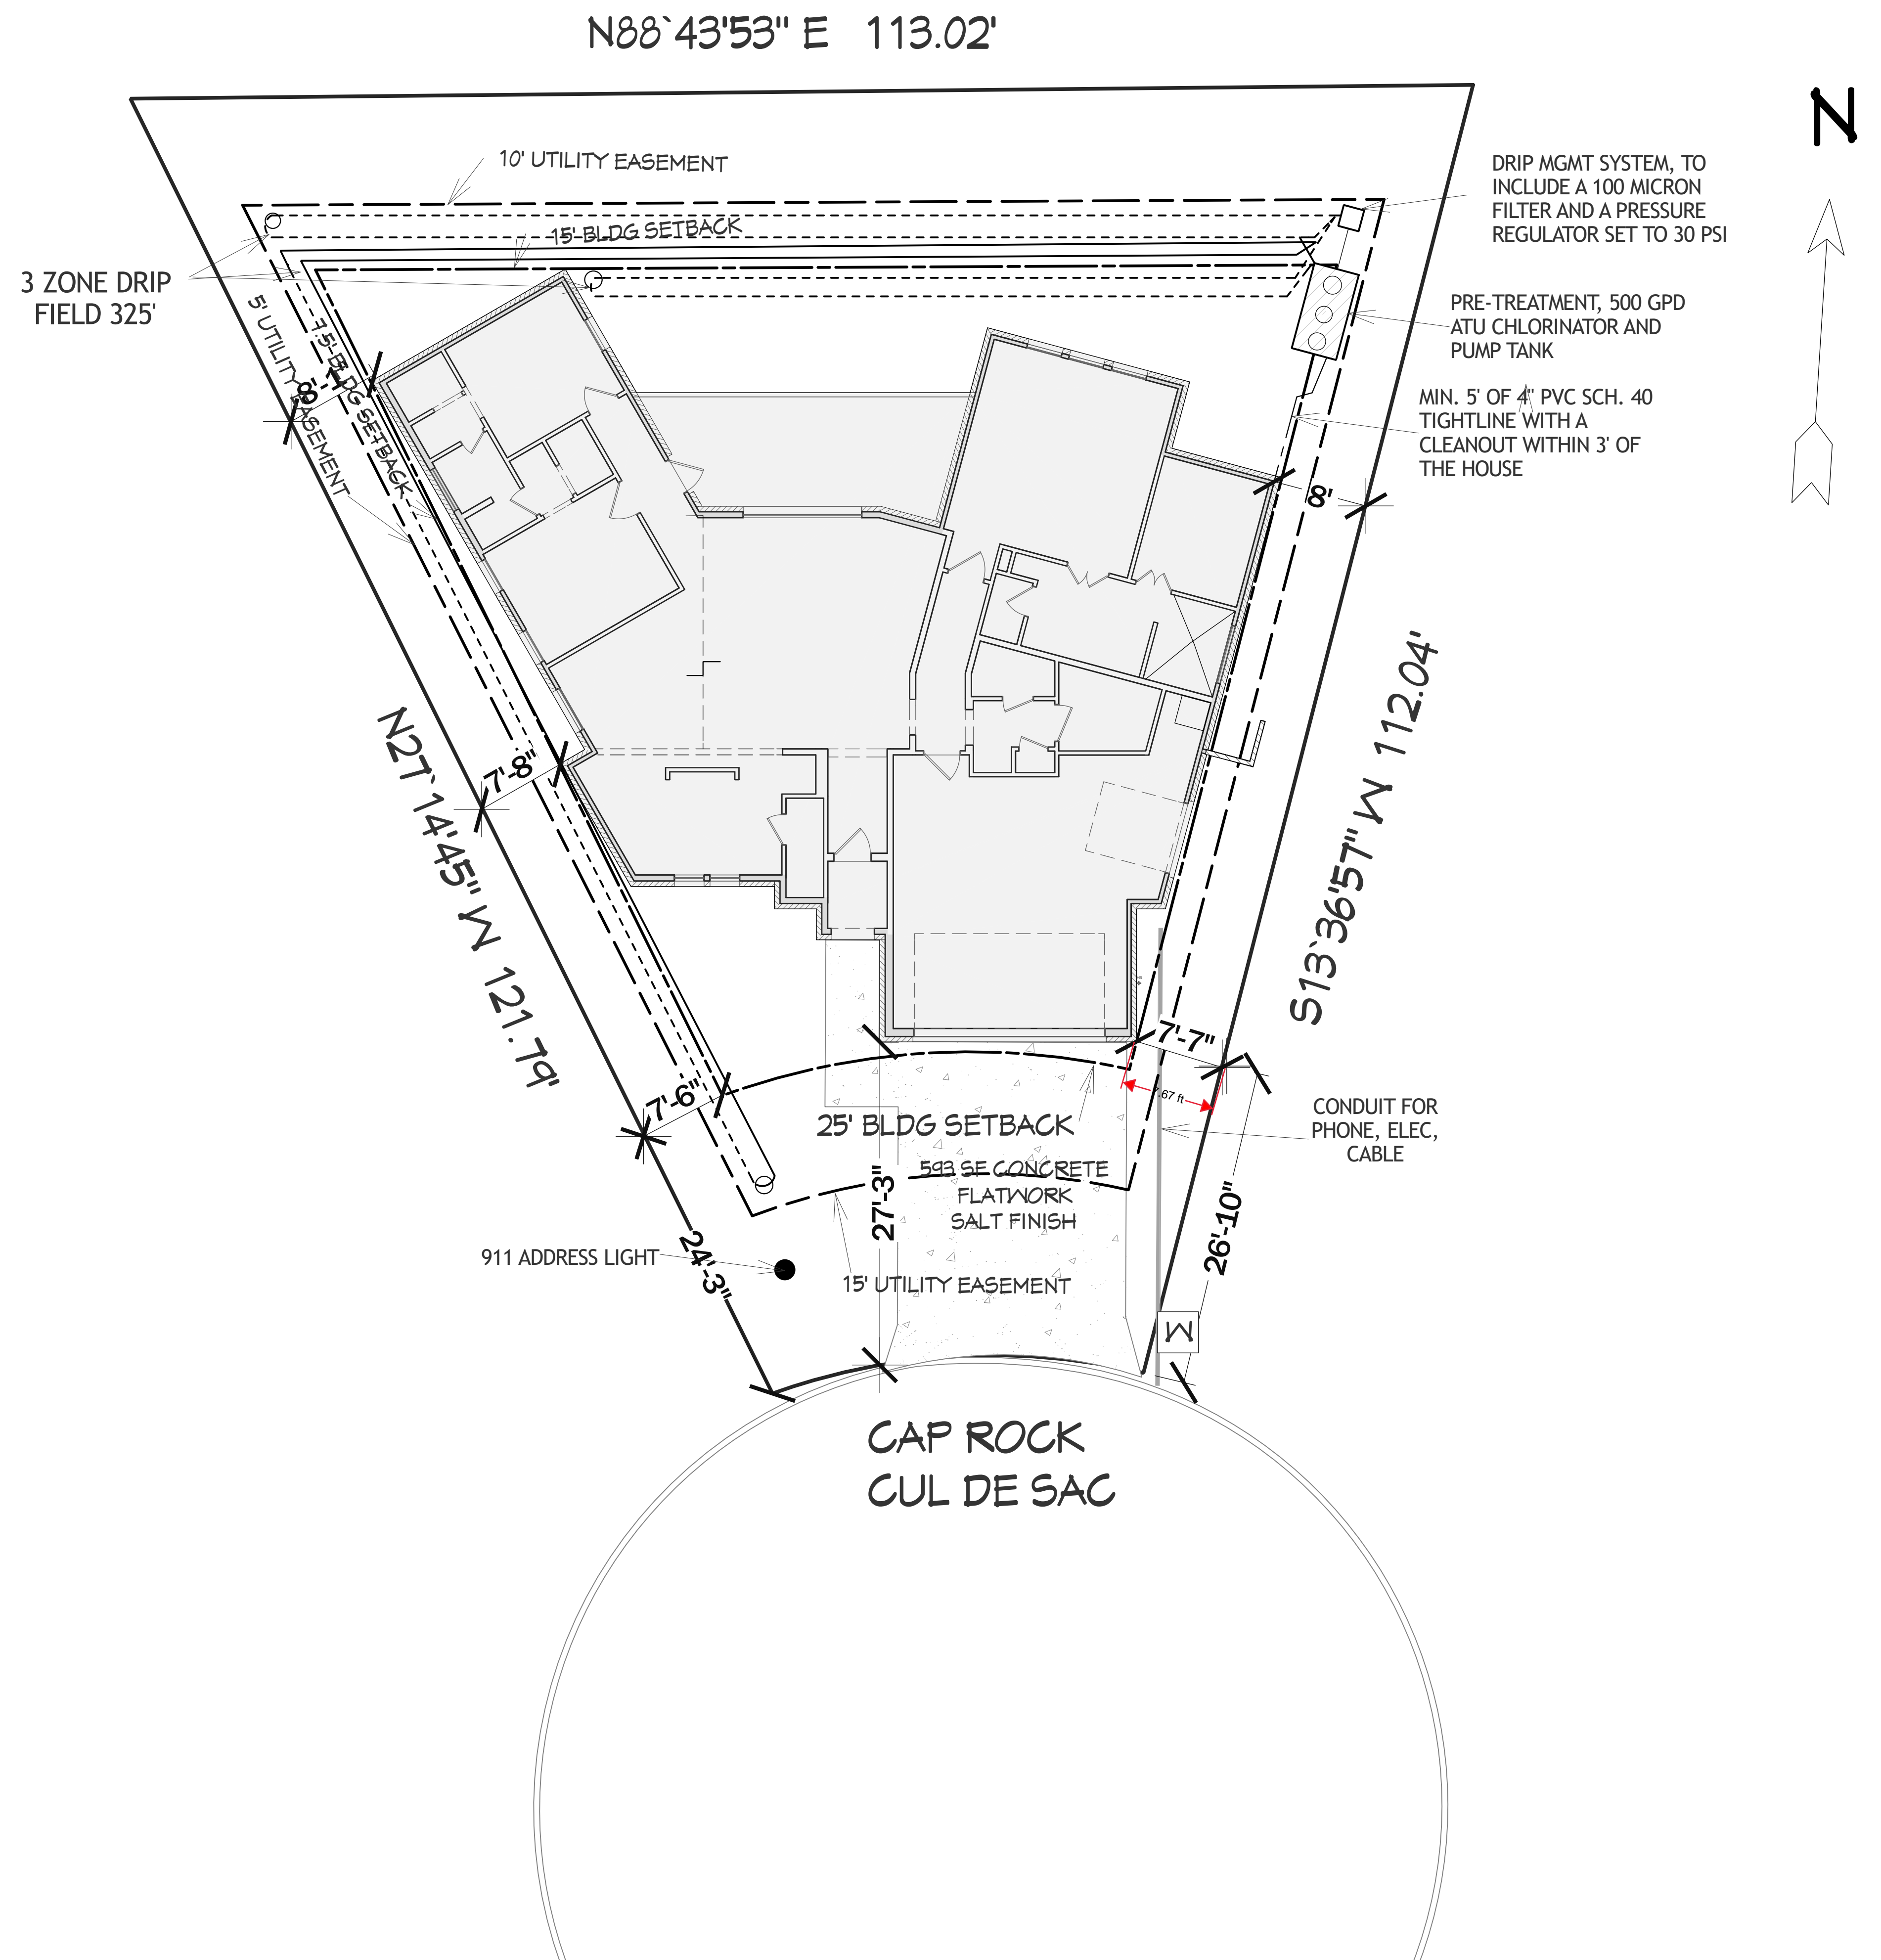 N88`43'53" E 113.02'
N
10' UTILITY EASEMENT
DRIP MGMT SYSTEM, TO
INCLUDE A 100 MICRON
FILTER AND A PRESSURE
REGULATOR SET TO 30 PSI
15' BLDG SETBACK
3 ZONE DRIP
FIELD 325'
PRE-TREATMENT, 500 GPD
ATU CHLORINATOR AND
PUMP TANK
5' UTILITY EASEMENT
7.5' BLDG SETBACK
MIN. 5' OF 4" PVC SCH. 40
TIGHTLINE WITH A
CLEANOUT WITHIN 3' OF
THE HOUSE
8'
N27`14'45" W 121.79'
7'-8"
S13`36'57" W 112.04'
7'-7"
7'-6"
25' BLDG SETBACK
CONDUIT FOR
PHONE, ELEC,
CABLE
593 SF CONCRETE
FLATWORK
SALT FINISH
27'-3"
26'-10"
24'-3"
911 ADDRESS LIGHT
15' UTILITY EASEMENT
M
CAP ROCK
CUL DE SAC